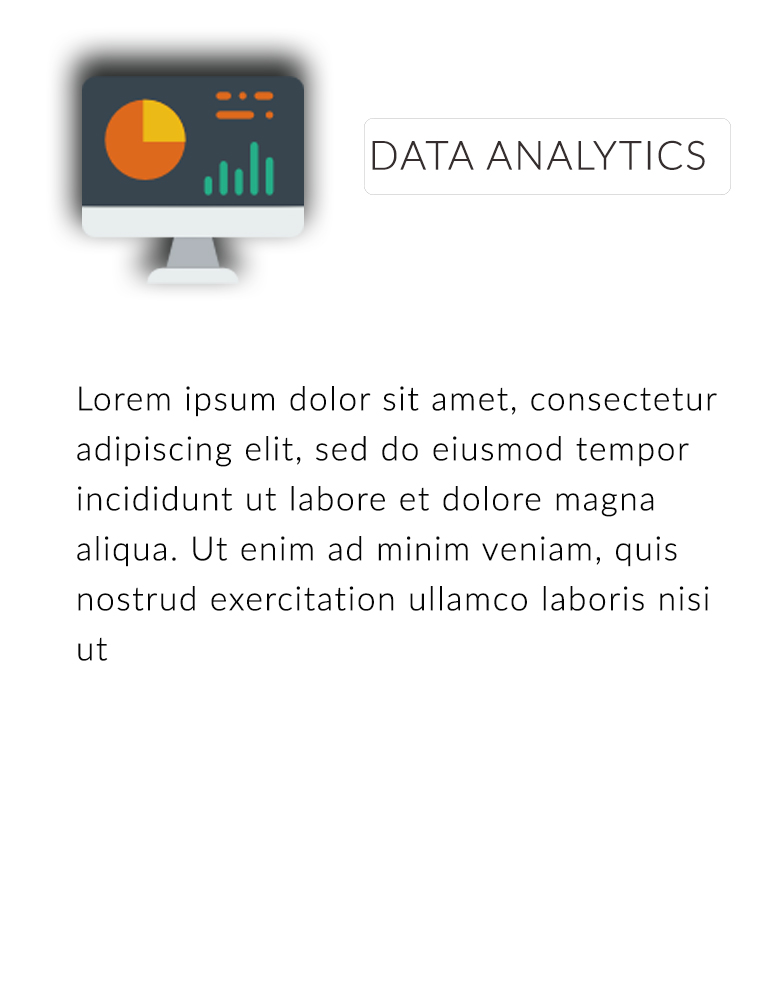 DATA ANALYTICS
Lorem ipsum dolor sit amet, consectetur
adipiscing elit, sed do eiusmod tempor
incididunt ut labore et dolore magna
aliqua. Ut enim ad minim veniam, quis
nostrud exercitation ullamco laboris nisi
ut